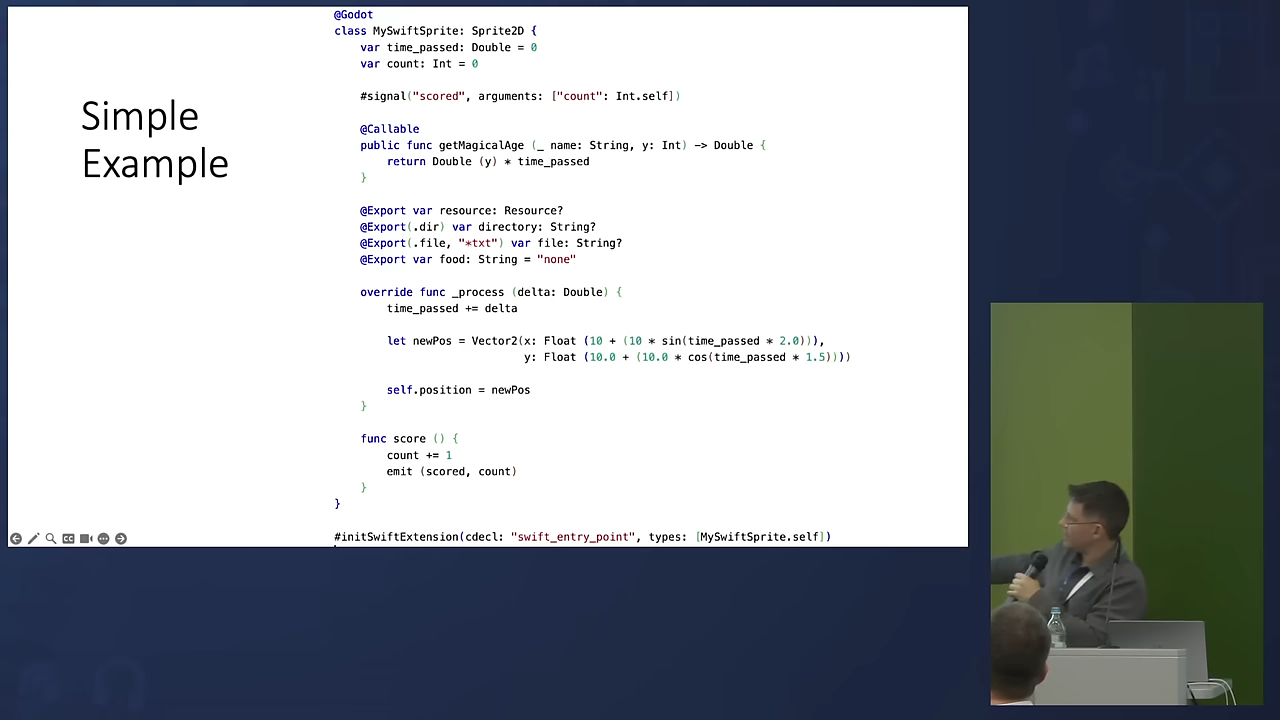 Simple
Example
@Godot
class MySwiftSprite: Sprite2D {
    var time_passed: Double = 0
    var count: Int = 0
    #signal("scored", arguments: ["count": Int.self])
    @Callable
    public func getMagicalAge (_ name: String, y: Int) -> Double {
        return Double (y) * time_passed
    }
    @Export var resource: Resource?
    @Export(.dir) var directory: String?
    @Export(.file, "*txt") var file: String?
    @Export var food: String = "none"
    override func _process (delta: Double) {
        time_passed += delta
        let newPos = Vector2(x: Float (10 + (10 * sin(time_passed * 2.0))),
                             y: Float (10.0 + (10.0 * cos(time_passed * 1.5))))
        self.position = newPos
    }
    func score () {
        count += 1
        emit (scored, count)
    }
}
#initSwiftExtension(cdecl: "swift_entry_point", types: [MySwiftSprite.self])
CC